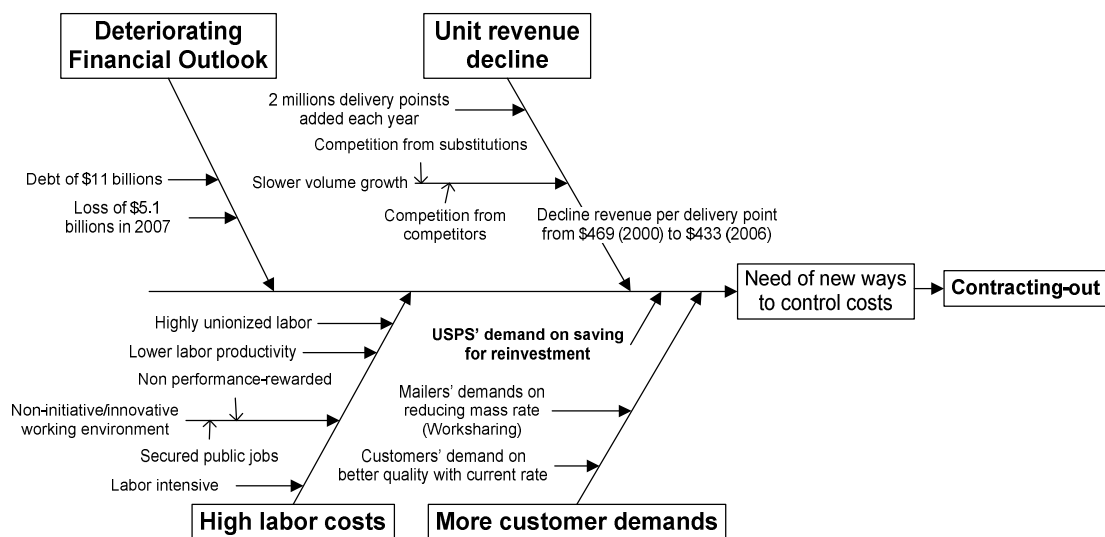 Deteriorating
Financial Outlook
Unit revenue
decline
2 millions delivery poinsts
added each year
Competition from substitutions
Debt of $11 billions
Slower volume growth
Loss of $5.1
billions in 2007
Competition from
competitors
Decline revenue per delivery point
from $469 (2000) to $433 (2006)
Need of new ways
to control costs
Contracting-out
Highly unionized labor
USPS’ demand on saving
for reinvestment
Lower labor productivity
Non performance-rewarded
Mailers’ demands on
reducing mass rate
(Worksharing)
Non-initiative/innovative
working environment
Secured public jobs
Customers’ demand on
better quality with current rate
Labor intensive
High labor costs
More customer demands